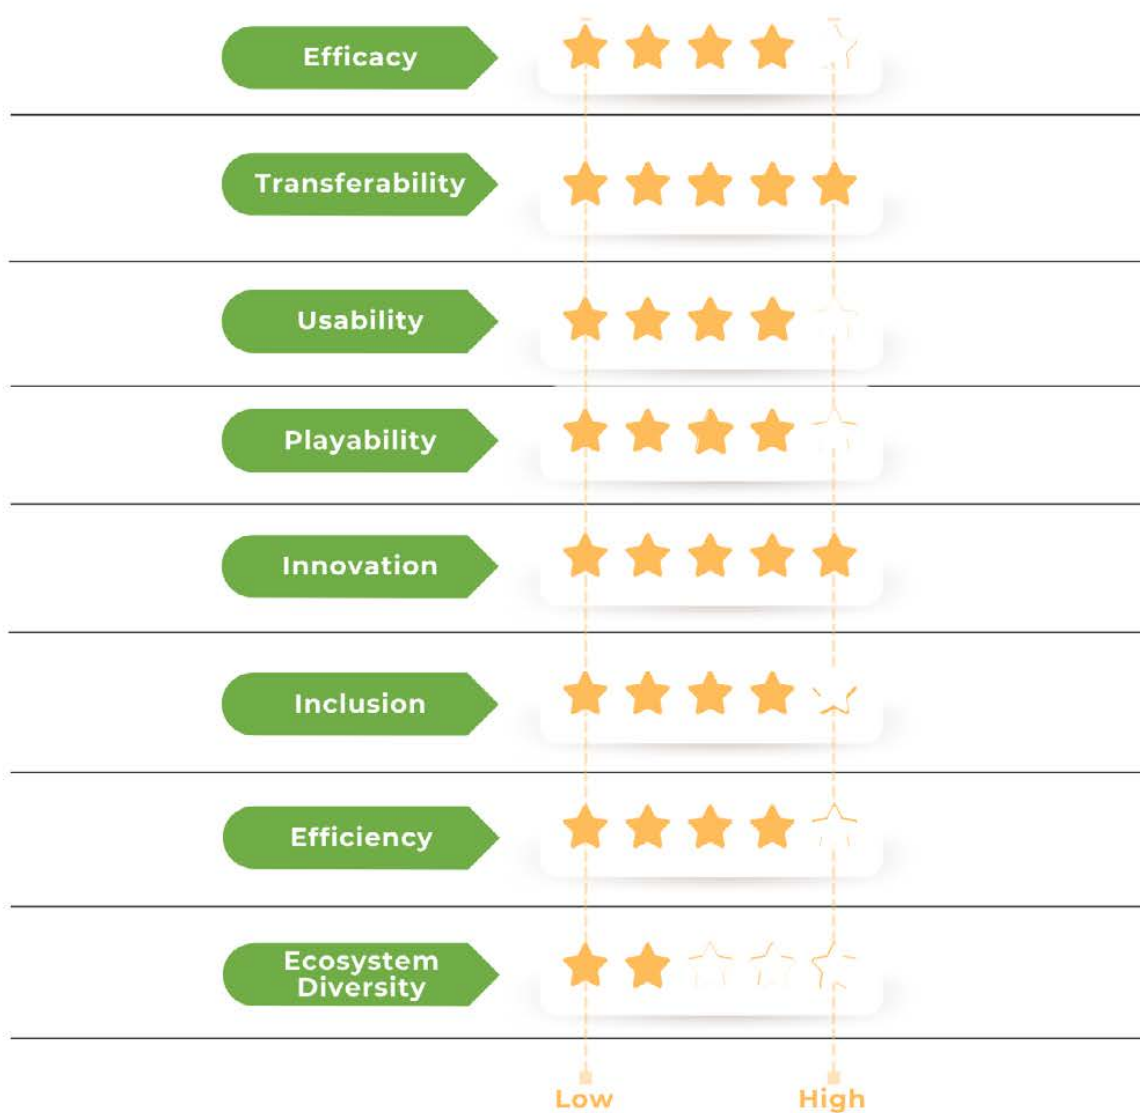 Efficacy
Transferability
Usability
Playability
Innovation
Inclusion
Efficiency
Ecosystem
Diversity
Low High